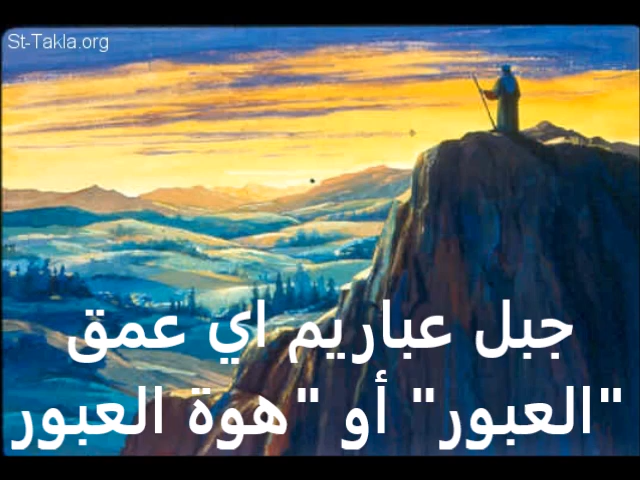 St-Takla.org
جبل عباريم اي عمق
"العبور" أو "هوة العبور